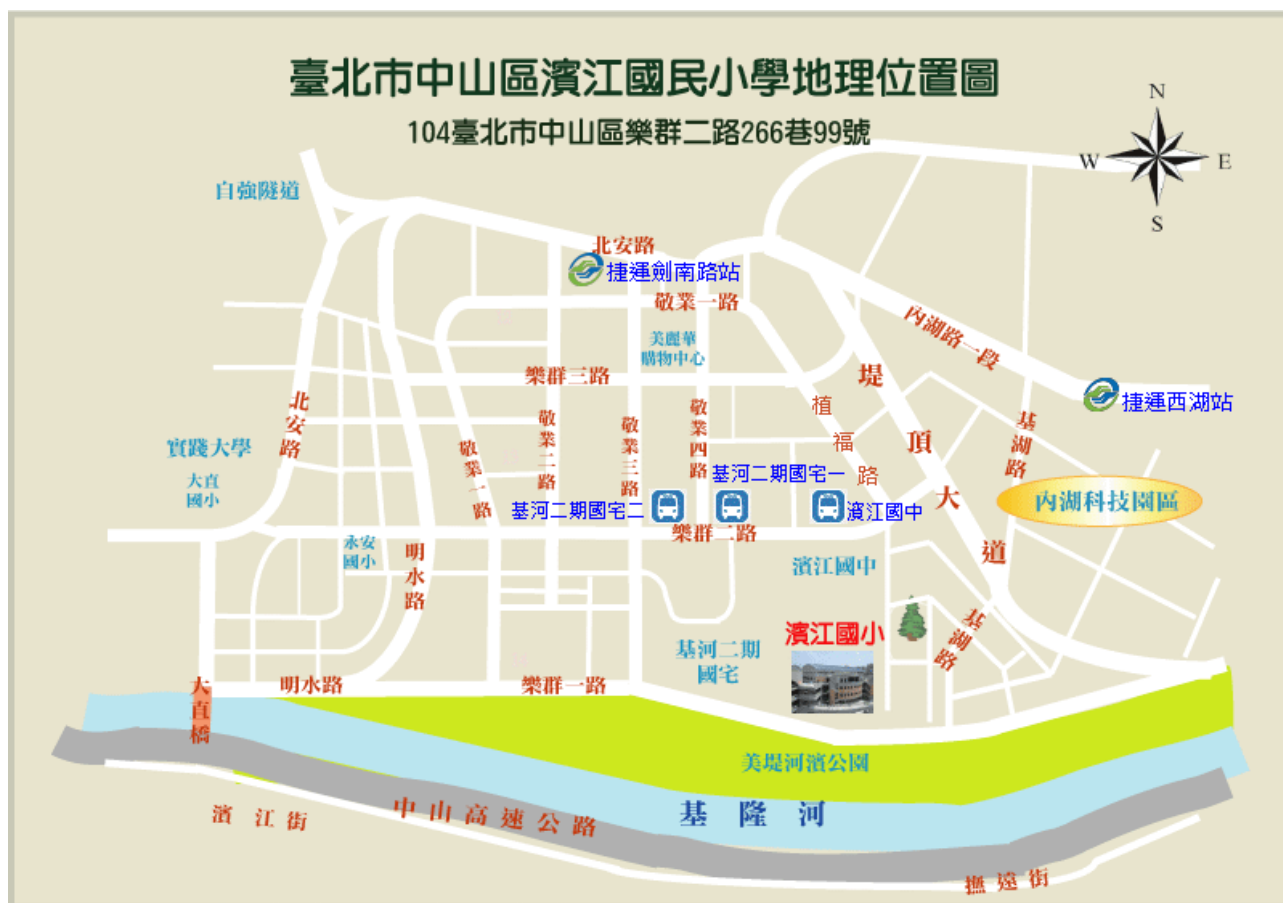 臺北市中山區濱江國民小學地理位置圖
104臺北市中山區樂群二路266巷99號
N
W
E
S
自強隧道
北安路
捷運劍南路站
敬業一路
美麗華
購物中心
內湖路一段
樂群三路
堤頂大道
捷運西湖站
植福路
基湖路
北安路
敬業一路
敬業二路
敬業三路
敬業四路
實踐大學
大直
國小
基河二期國宅一
基河二期國宅二
濱江國中
內湖科技園區
樂群二路
永安
國小
明水路
濱江國中
濱江國小
基湖路
基河二期
國宅
大直橋
明水路
樂群一路
美堤河濱公園
基隆河
中山高速公路
濱江街
撫遠街